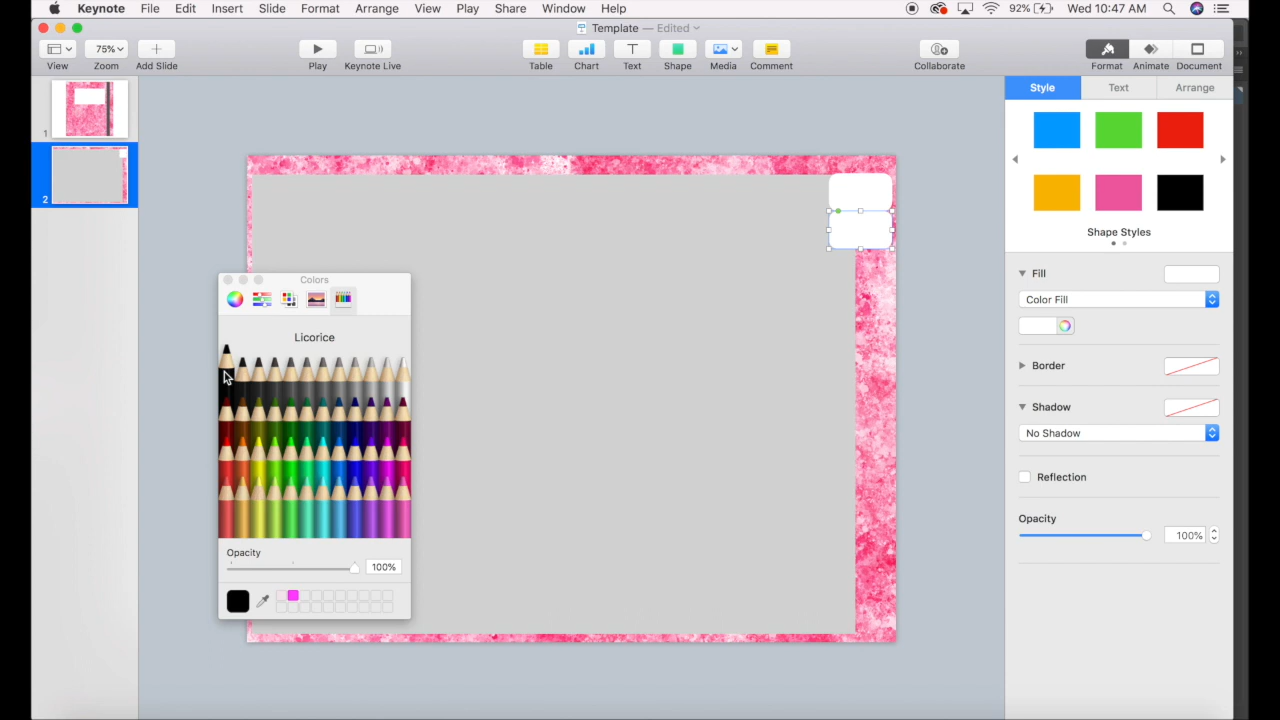 Keynote File Edit Insert Slide Format Arrange View Play Share Window Help 92% Wed 10:47 AM
Template — Edited
75%
View Zoom Add Slide Play Keynote Live Table Chart Text Shape Media Comment Collaborate Format Animate Document
Style Text Arrange
1
2
Shape Styles
Fill
Color Fill
Border
Shadow
No Shadow
Reflection
Opacity
100%
Colors
Licorice
Opacity
100%